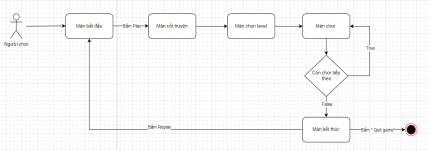 Người chơi
Màn bắt đầu
Bấm Play
Màn cốt truyện
Màn chọn level
Màn chơi
True
Còn chơi tiếp
theo
False
Màn kết thúc
Bấm Replay
Bấm " Quit game"